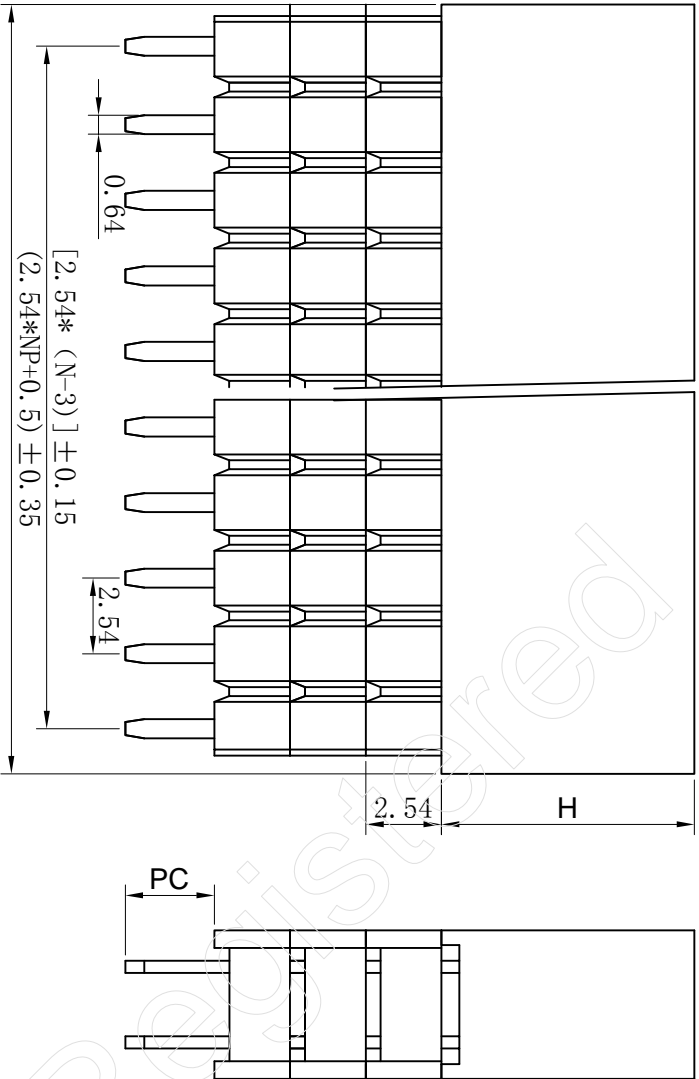 0.64
[2.54*（N-3）]±0.15
(2.54*NP+0.5)±0.35
2.54
2.54
H
PC
Registered